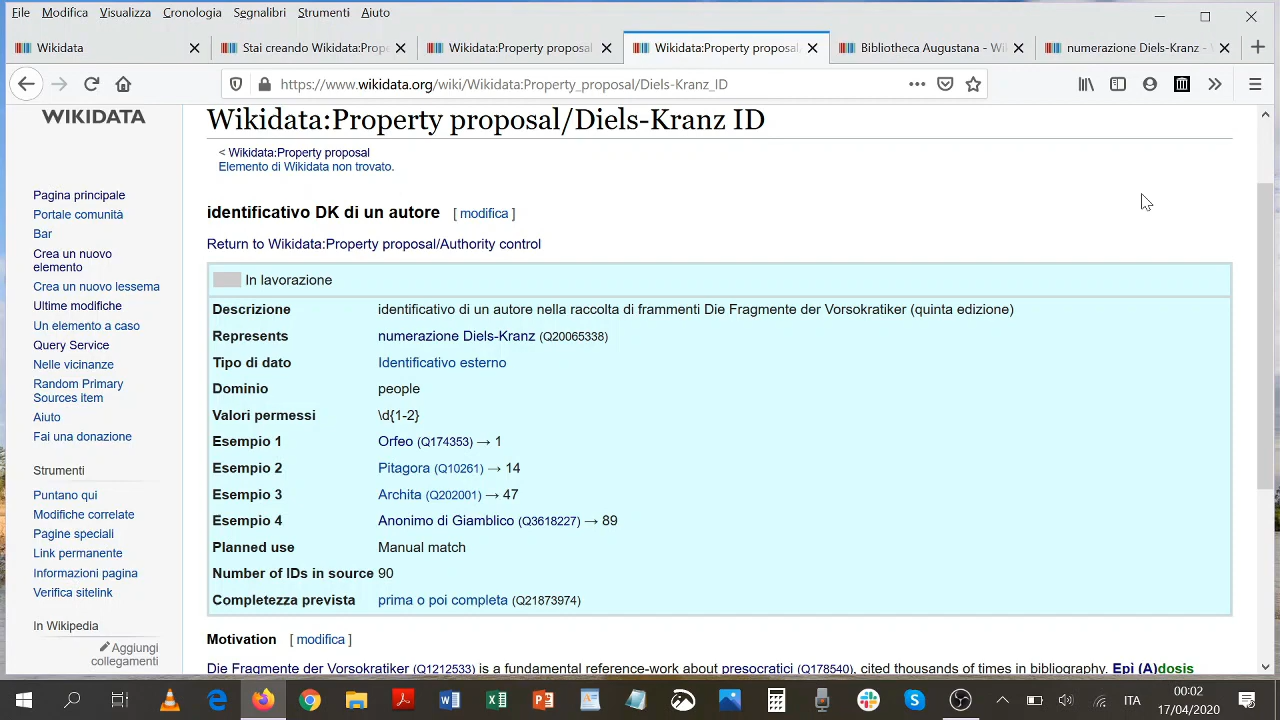 File Modifica Visualizza Cronologia Segnalibri Strumenti Aiuto
Wikidata
Stai creando Wikidata:Prope
Wikidata:Property proposal
Wikidata:Property proposal
Bibliotheca Augustana - Wi
numerazione Diels-Kranz -
https://www.wikidata.org/wiki/Wikidata:Property_proposal/Diels-Kranz_ID
WIKIDATA
Pagina principale
Portale comunità
Bar
Crea un nuovo
elemento
Crea un nuovo lessema
Ultime modifiche
Un elemento a caso
Query Service
Nelle vicinanze
Random Primary
Sources item
Aiuto
Fai una donazione
Strumenti
Puntano qui
Modifiche correlate
Pagine speciali
Link permanente
Informazioni pagina
Verifica sitelink
In Wikipedia
Aggiungi
collegamenti
Wikidata:Property proposal/Diels-Kranz ID
< Wikidata:Property proposal
Elemento di Wikidata non trovato.
identificativo DK di un autore [ modifica ]
Return to Wikidata:Property proposal/Authority control
In lavorazione
Descrizione identificativo di un autore nella raccolta di frammenti Die Fragmente der Vorsokratiker (quinta edizione)
Represents numerazione Diels-Kranz (Q20065338)
Tipo di dato Identificativo esterno
Dominio people
Valori permessi \d{1-2}
Esempio 1 Orfeo (Q174353) → 1
Esempio 2 Pitagora (Q10261) → 14
Esempio 3 Archita (Q202001) → 47
Esempio 4 Anonimo di Giamblico (Q3618227) → 89
Planned use Manual match
Number of IDs in source 90
Completezza prevista prima o poi completa (Q21873974)
Motivation [ modifica ]
Die Fragmente der Vorsokratiker (Q1212533) is a fundamental reference-work about presocratici (Q178540), cited thousands of times in bibliography. Epì (A)dosis
ITA
00:02
17/04/2020